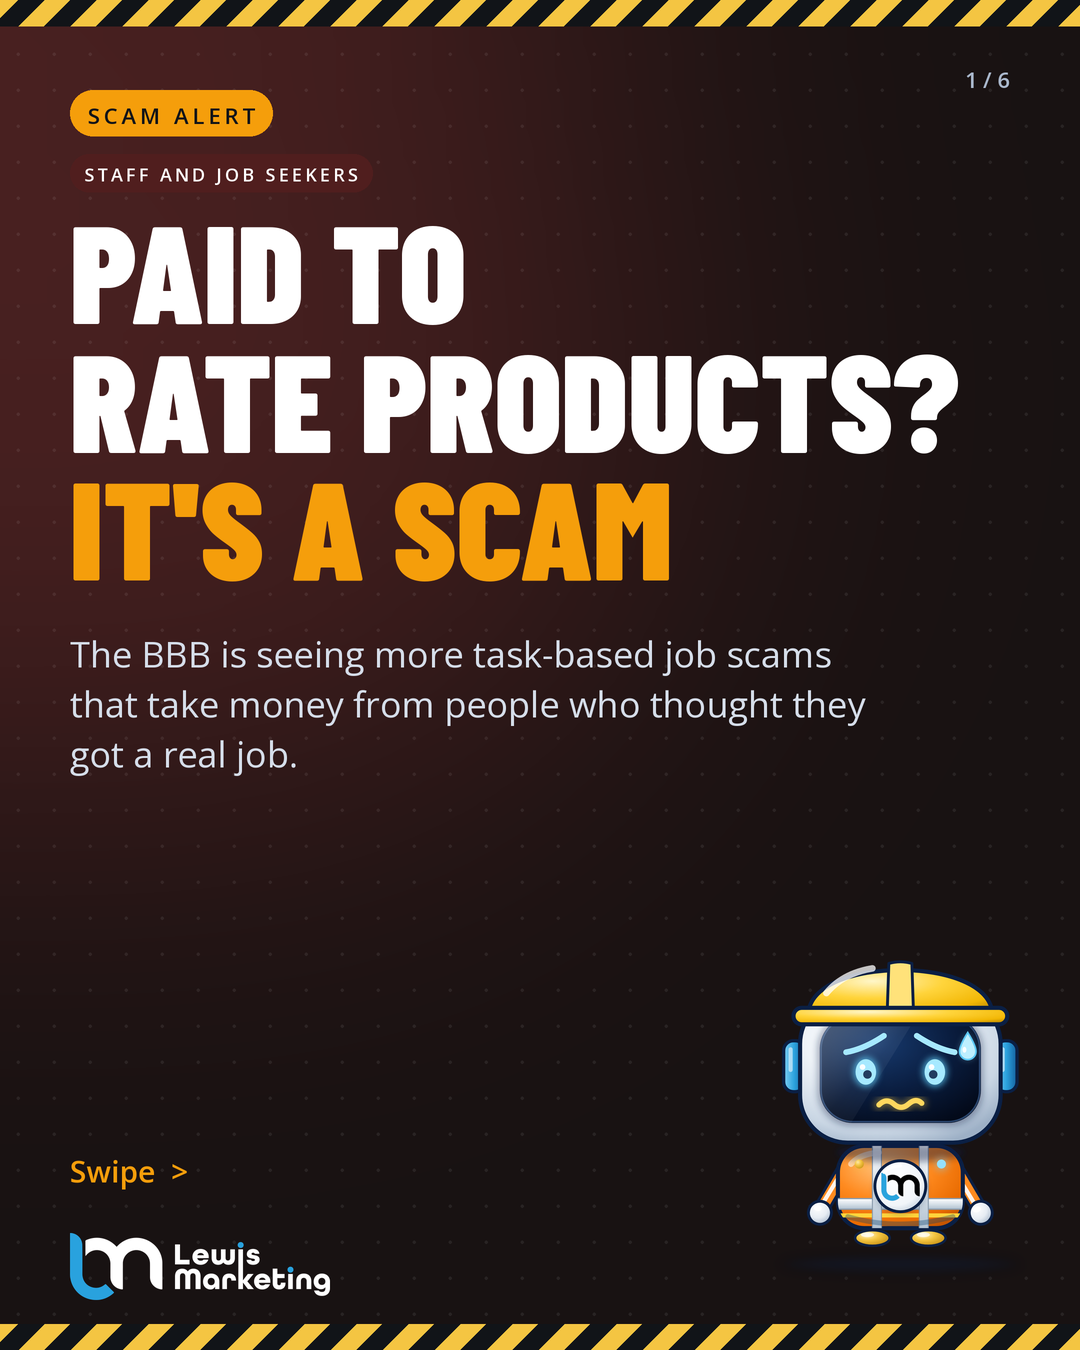 1 / 6
SCAM ALERT
STAFF AND JOB SEEKERS
PAID TO
RATE PRODUCTS?
IT'S A SCAM
The BBB is seeing more task-based job scams
that take money from people who thought they
got a real job.
Swipe >
Lewis
Marketing